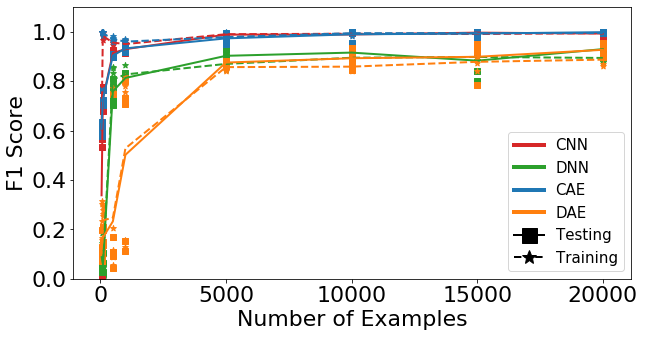 F1 Score
1.0
0.8
0.6
0.4
0.2
0.0
CNN
DNN
CAE
DAE
Testing
Training
0 5000 10000 15000 20000
Number of Examples